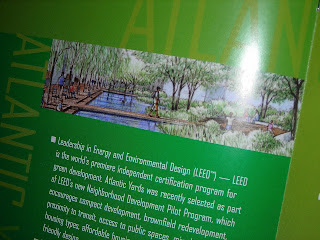 ATLANTIC
ATLANTIC
■ Leadership in Energy and Environmental Design (LEED™) — LEED
is the world's premiere independent certification program for
green development. Atlantic Yards was recently selected as part
of LEED's new Neighborhood Development Pilot Program, which
encourages compact development, brownfield redevelopment,
proximity to transit, access to public spaces,
housing types, affordable
friendly design